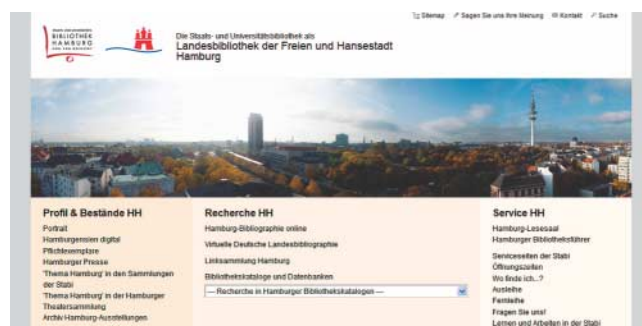 Sitemap Sagen Sie uns Ihre Meinung Kontakt Suche
BIBLIOTHEK
HAMBURG
Die Staats- und Universitätsbibliothek als
Landesbibliothek der Freien und Hansestadt
Hamburg
Profil & Bestände HH
Portrait
Hamburgensien digital
Pflichtexemplare
Hamburger Presse
'Thema Hamburg' in den Sammlungen
der Stabi
'Thema Hamburg' in der Hamburger
Theatersammlung
Archiv Hamburg-Ausstellungen
Recherche HH
Hamburg-Bibliographie online
Virtuelle Deutsche Landesbibliographie
Linksammlung Hamburg
Bibliothekskataloge und Datenbanken
--- Recherche in Hamburger Bibliothekskatalogen ---
Service HH
Hamburg-Lesesaal
Hamburger Bibliotheksführer
Serviceseiten der Stabi
Öffnungszeiten
Wo finde ich...?
Ausleihe
Fernleihe
Fragen Sie uns!
Lernen und Arbeiten in der Stabi